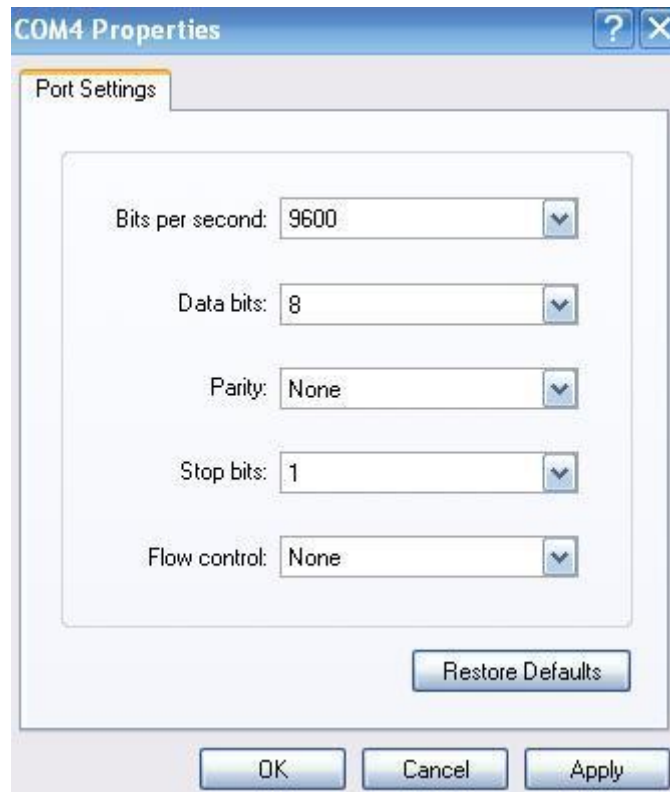 COM4 Properties
Port Settings
Bits per second: 9600
Data bits: 8
Parity: None
Stop bits: 1
Flow control: None
Restore Defaults
OK Cancel Apply